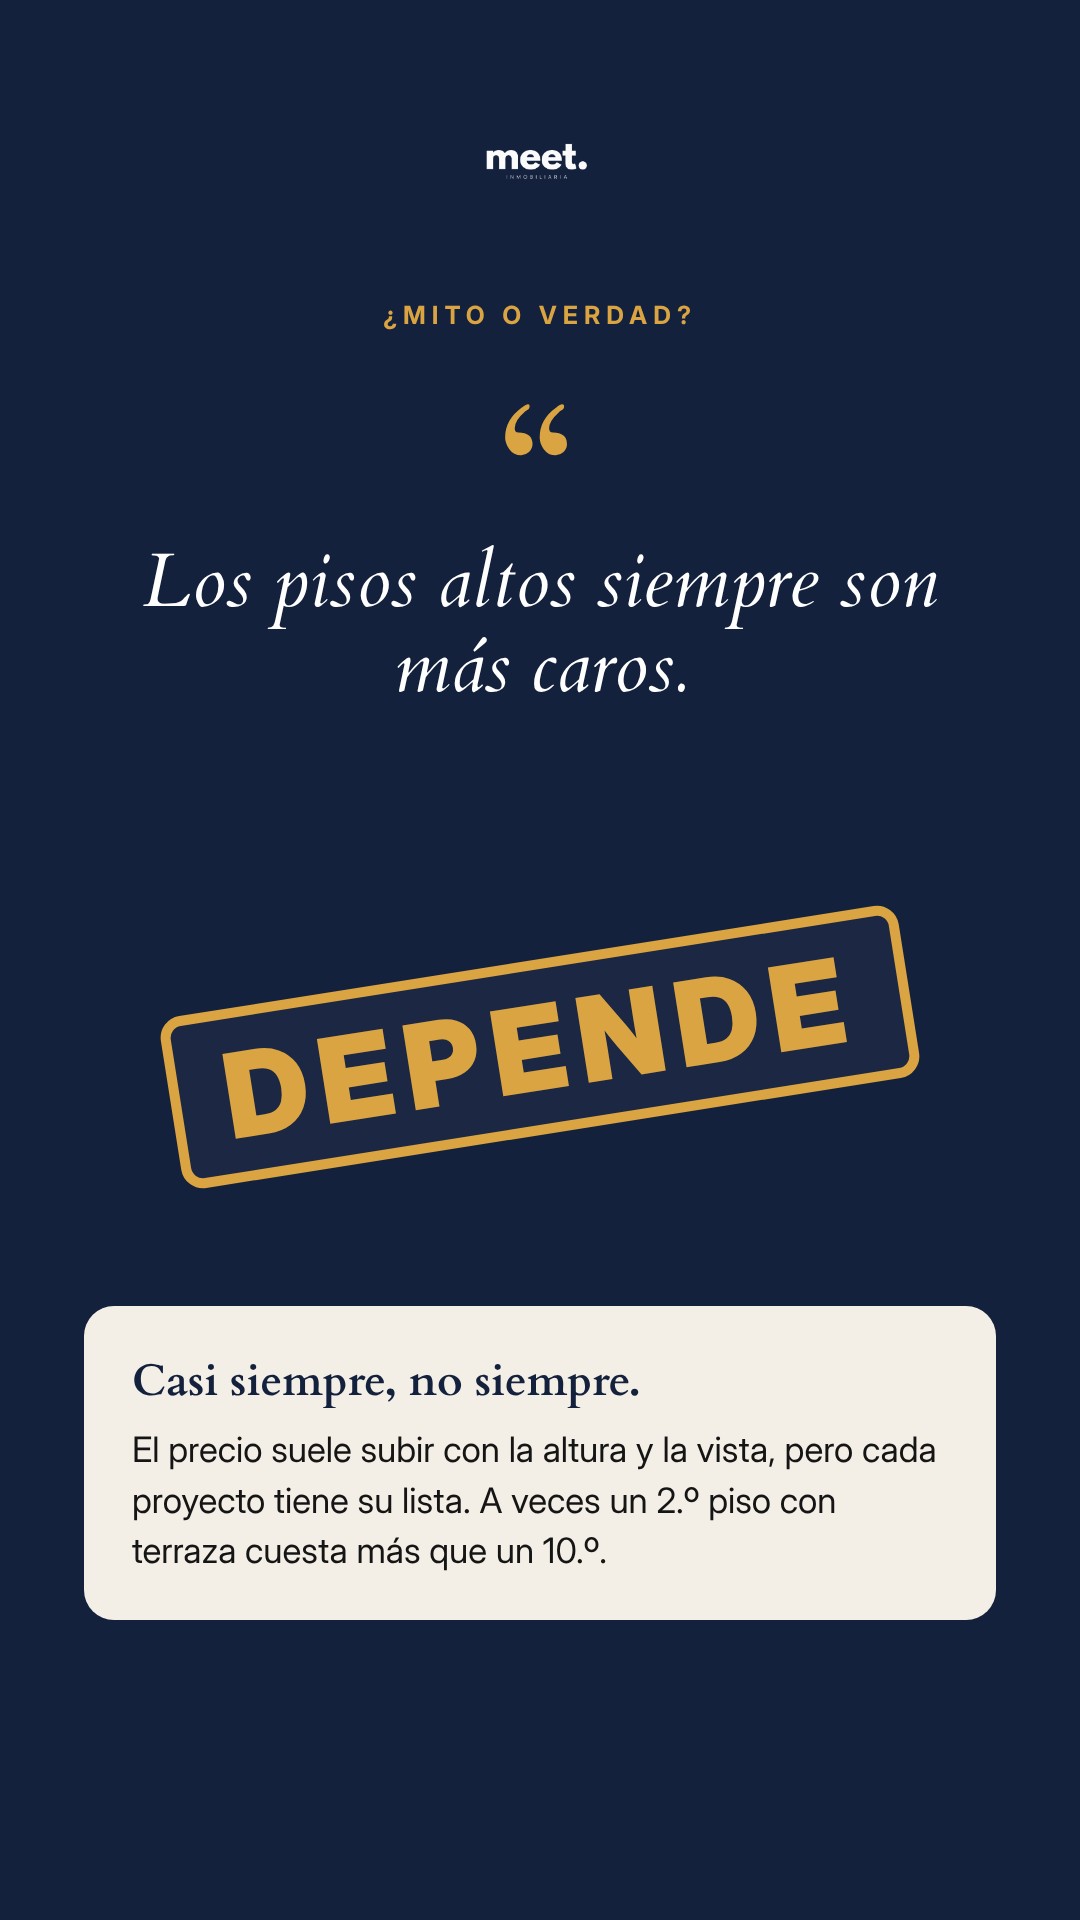 meet.
INMOBILIARIA
¿MITO O VERDAD?
“
Los pisos altos siempre son
más caros.
DEPENDE
Casi siempre, no siempre.
El precio suele subir con la altura y la vista, pero cada
proyecto tiene su lista. A veces un 2.º piso con
terraza cuesta más que un 10.º.